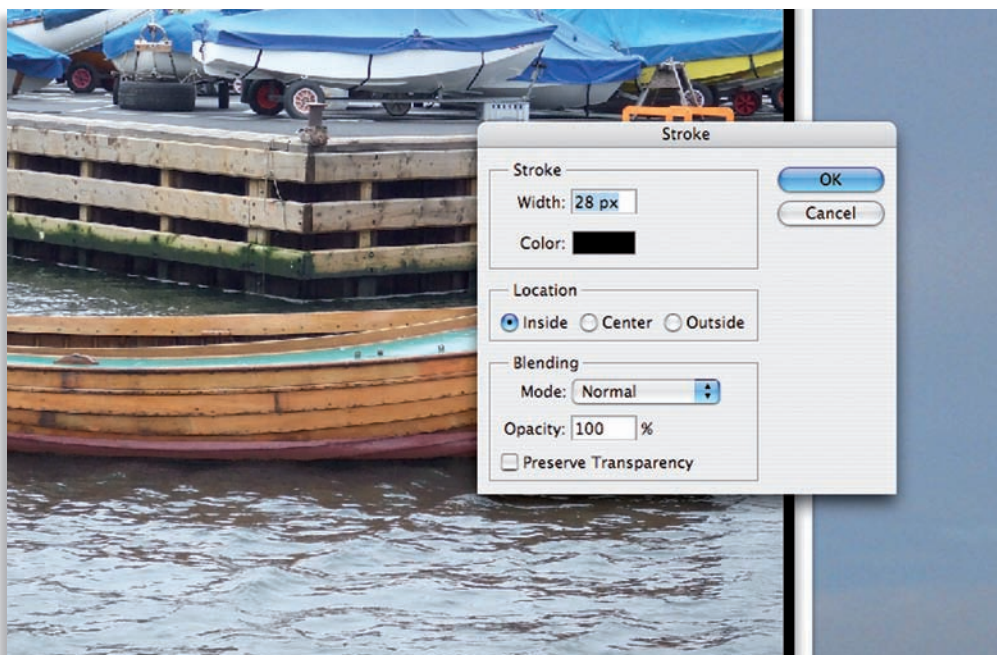 Stroke
Stroke
Width: 28 px
Color:
OK
Cancel
Location
Inside Center Outside
Blending
Mode: Normal
Opacity: 100 %
Preserve Transparency